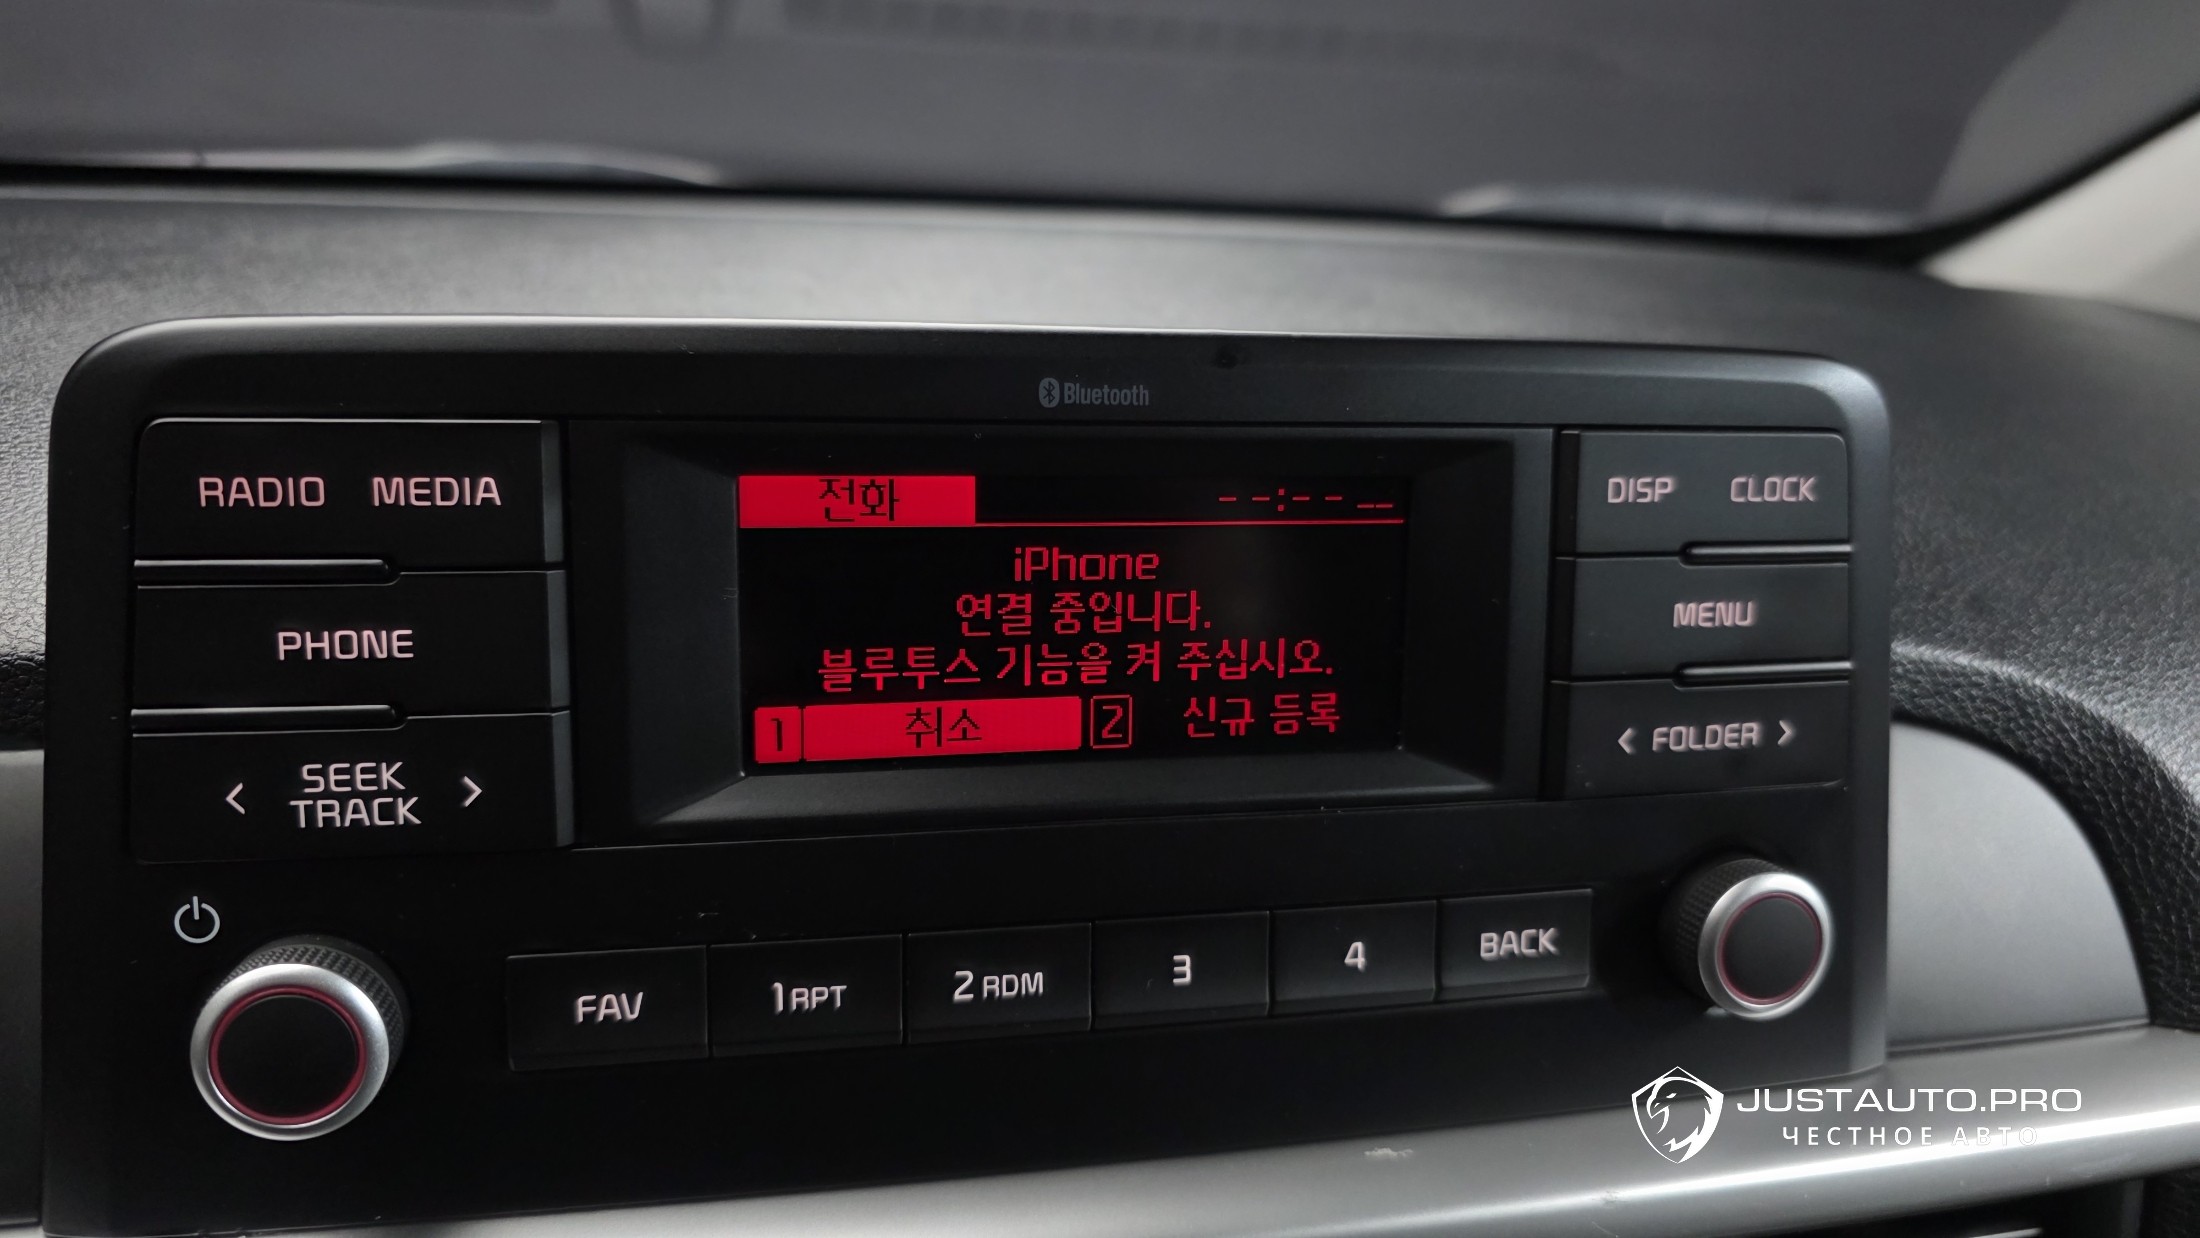 Bluetooth
RADIO MEDIA
PHONE
< SEEK TRACK >
전화 --:-- __
iPhone
연결 중입니다.
블루투스 기능을 켜 주십시오.
1 취소 2 신규 등록
DISP CLOCK
MENU
< FOLDER >
FAV 1 RPT 2 RDM 3 4 BACK
JUSTAUTO.PRO
ЧЕСТНОЕ АВТО